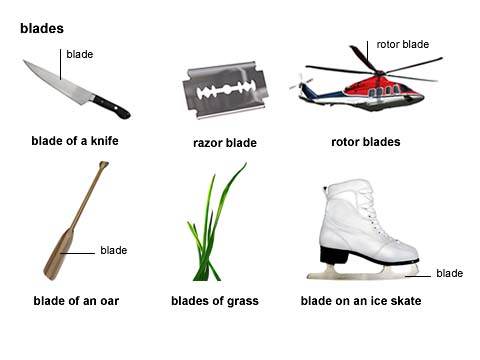 blades
blade
rotor blade
blade of a knife
razor blade
rotor blades
blade
blade
blade of an oar
blades of grass
blade on an ice skate